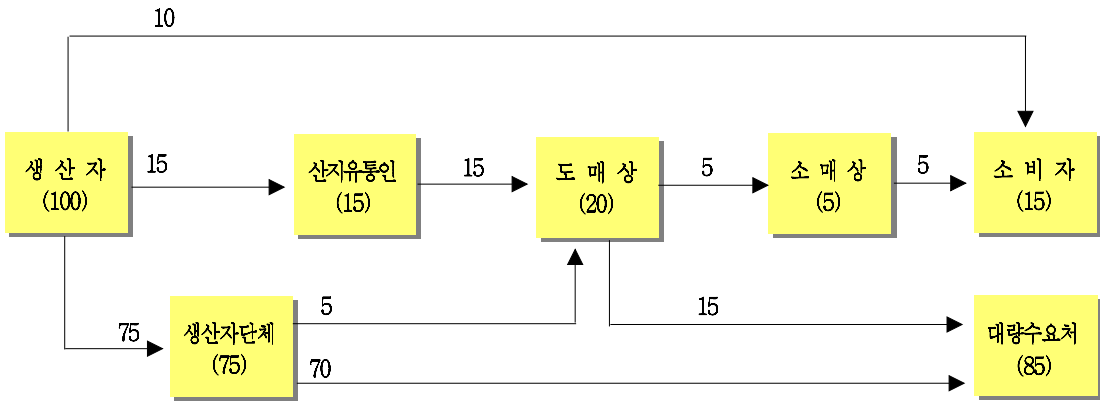 10
생 산 자
(100)
15
산지유통인
(15)
15
도 매 상
(20)
5
소 매 상
(5)
5
소 비 자
(15)
75
생산자단체
(75)
5
70
15
대량수요처
(85)